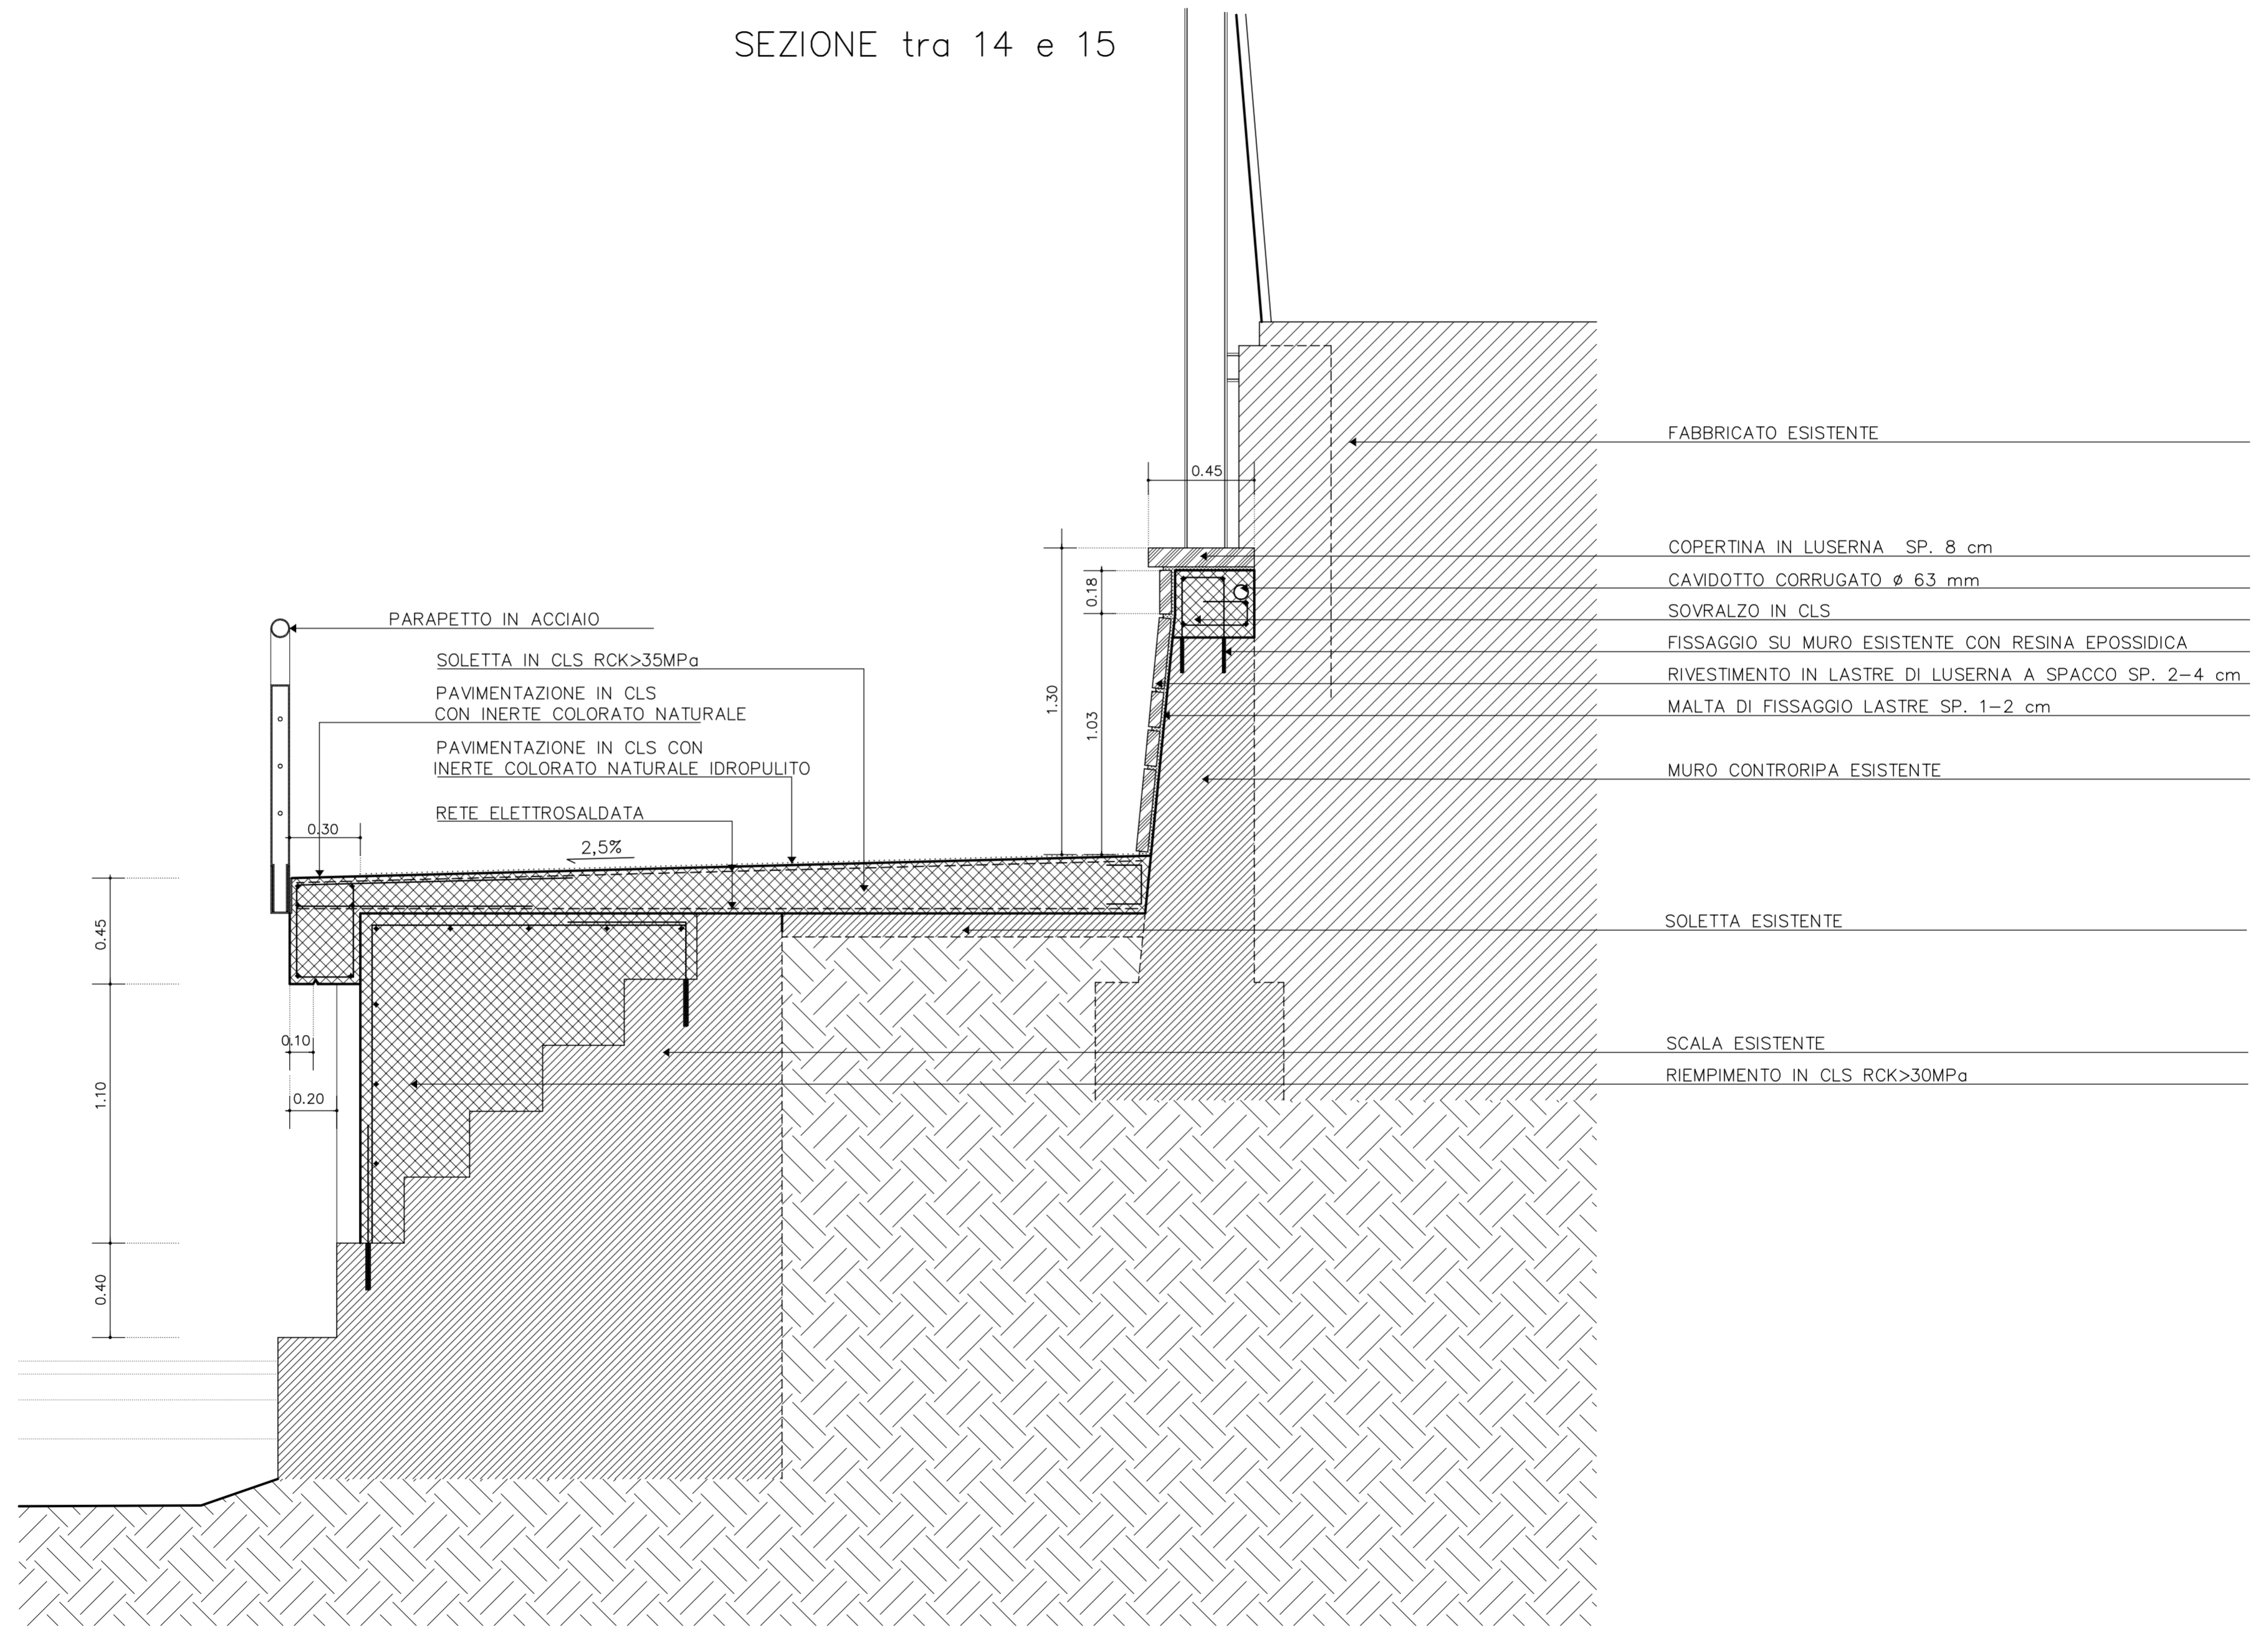 SEZIONE tra 14 e 15
FABBRICATO ESISTENTE
0.45
COPERTINA IN LUSERNA SP. 8 cm
CAVIDOTTO CORRUGATO ø 63 mm
0.18
SOVRALZO IN CLS
PARAPETTO IN ACCIAIO
FISSAGGIO SU MURO ESISTENTE CON RESINA EPOSSIDICA
SOLETTA IN CLS RCK>35MPa
RIVESTIMENTO IN LASTRE DI LUSERNA A SPACCO SP. 2-4 cm
PAVIMENTAZIONE IN CLS
CON INERTE COLORATO NATURALE
1.30
MALTA DI FISSAGGIO LASTRE SP. 1-2 cm
1.03
PAVIMENTAZIONE IN CLS CON
INERTE COLORATO NATURALE IDROPULITO
MURO CONTRORIPA ESISTENTE
RETE ELETTROSALDATA
0.30
2,5%
0.45
SOLETTA ESISTENTE
0.10
SCALA ESISTENTE
RIEMPIMENTO IN CLS RCK>30MPa
1.10
0.20
0.40